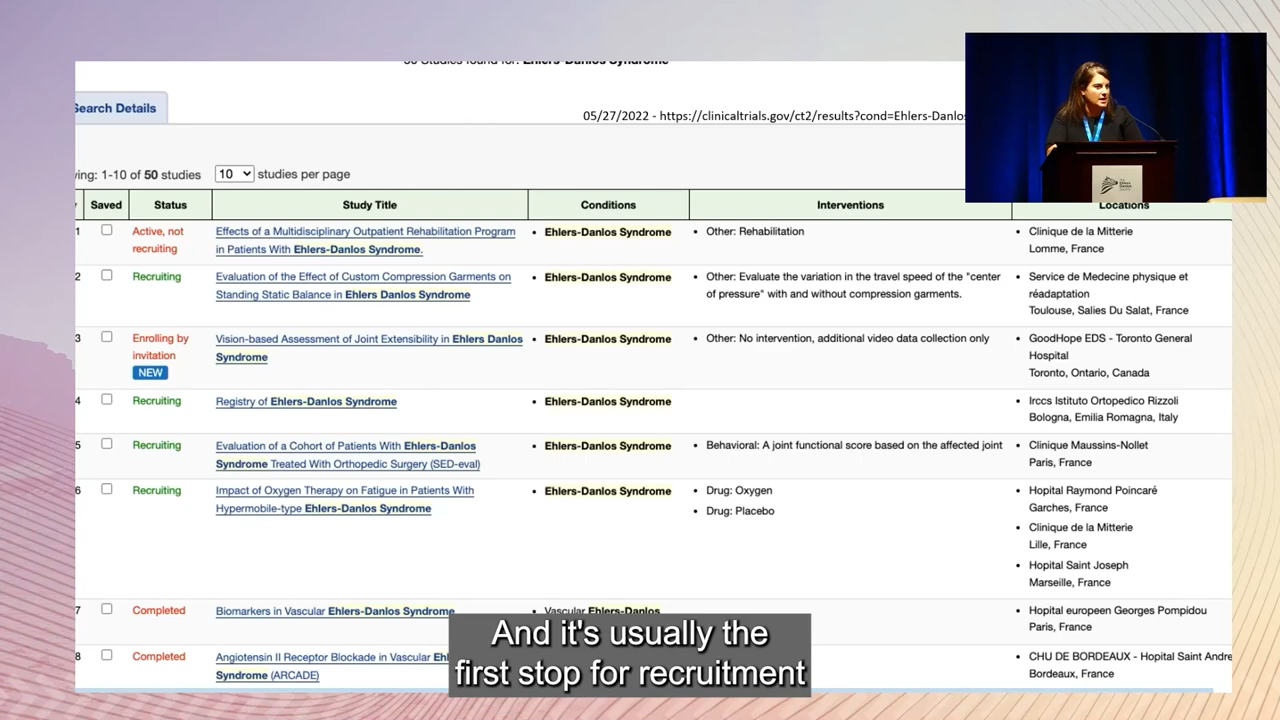 50 Studies found for: Ehlers-Danlos Syndrome
Search Details
05/27/2022 - https://clinicaltrials.gov/ct2/results?cond=Ehlers-Danlos
ving: 1-10 of 50 studies 10 studies per page
Saved Status Study Title Conditions Interventions Locations
1 Active, not recruiting
Effects of a Multidisciplinary Outpatient Rehabilitation Program
in Patients With Ehlers-Danlos Syndrome.
Ehlers-Danlos Syndrome
Other: Rehabilitation
Clinique de la Mitterie
Lomme, France
2 Recruiting
Evaluation of the Effect of Custom Compression Garments on
Standing Static Balance in Ehlers Danlos Syndrome
Ehlers-Danlos Syndrome
Other: Evaluate the variation in the travel speed of the "center
of pressure" with and without compression garments.
Service de Medecine physique et
réadaptation
Toulouse, Salies Du Salat, France
3 Enrolling by
invitation
NEW
Vision-based Assessment of Joint Extensibility in Ehlers Danlos
Syndrome
Ehlers-Danlos Syndrome
Other: No intervention, additional video data collection only
GoodHope EDS - Toronto General
Hospital
Toronto, Ontario, Canada
4 Recruiting
Registry of Ehlers-Danlos Syndrome
Ehlers-Danlos Syndrome
Irccs Istituto Ortopedico Rizzoli
Bologna, Emilia Romagna, Italy
5 Recruiting
Evaluation of a Cohort of Patients With Ehlers-Danlos
Syndrome Treated With Orthopedic Surgery (SED-eval)
Ehlers-Danlos Syndrome
Behavioral: A joint functional score based on the affected joint
Clinique Maussins-Nollet
Paris, France
6 Recruiting
Impact of Oxygen Therapy on Fatigue in Patients With
Hypermobile-type Ehlers-Danlos Syndrome
Ehlers-Danlos Syndrome
Drug: Oxygen
Drug: Placebo
Hopital Raymond Poincaré
Garches, France
Clinique de la Mitterie
Lille, France
Hopital Saint Joseph
Marseille, France
7 Completed
Biomarkers in Vascular Ehlers-Danlos Syndrome
Vascular Ehlers-Danlos
Hopital europeen Georges Pompidou
Paris, France
8 Completed
Angiotensin II Receptor Blockade in Vascular Ehl
Syndrome (ARCADE)
CHU DE BORDEAUX - Hopital Saint Andre
Bordeaux, France
And it's usually the
first stop for recruitment